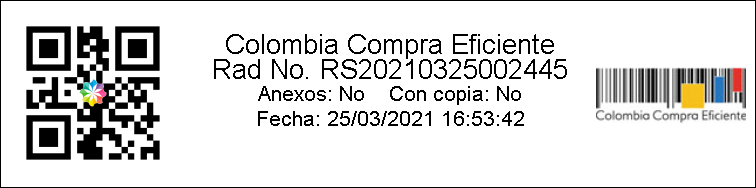 Colombia Compra Eficiente
Rad No. RS20210325002445
Anexos: No    Con copia: No
Fecha: 25/03/2021 16:53:42
Colombia Compra Eficiente